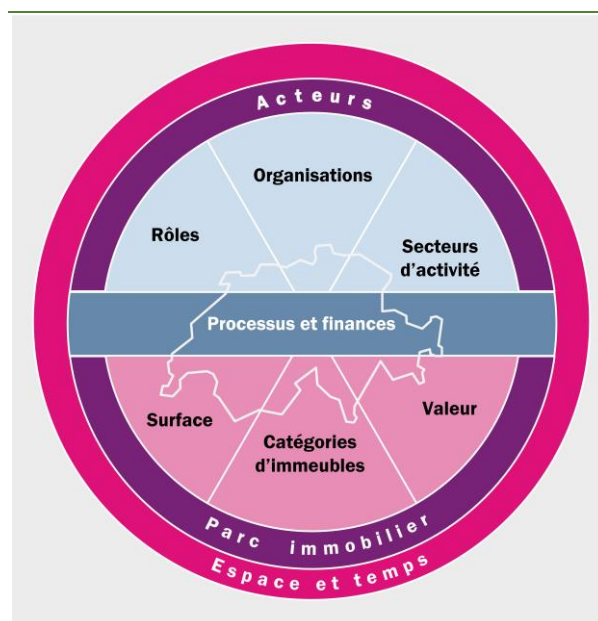 Acteurs
Organisations
Rôles
Secteurs
d'activité
Processus et finances
Surface
Valeur
Catégories
d'immeubles
Parc immobilier
Espace et temps